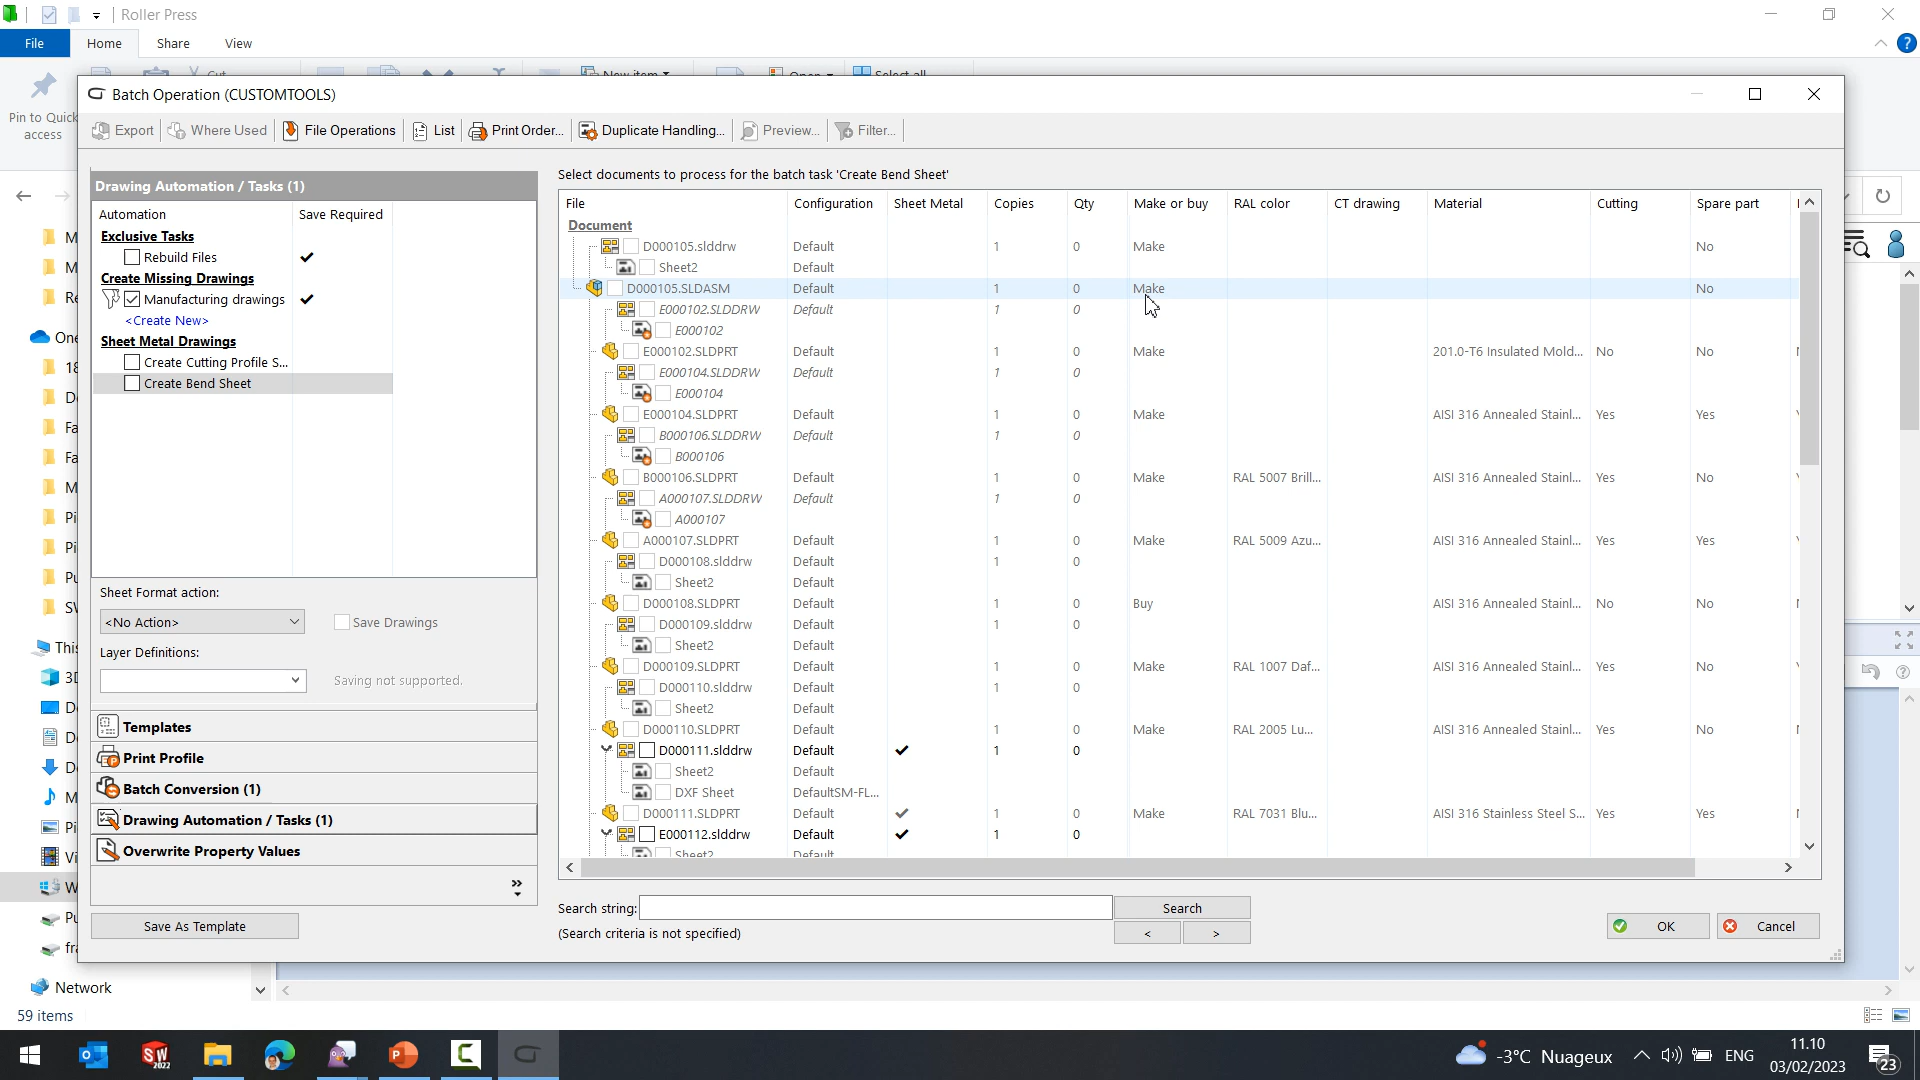 Roller Press
File Home Share View
Pin to Quick access
Batch Operation (CUSTOMTOOLS)
Export Where Used File Operations List Print Order... Duplicate Handling... Preview... Filter...
Drawing Automation / Tasks (1)
Automation Save Required
Exclusive Tasks
Rebuild Files
Create Missing Drawings
Manufacturing drawings
<Create New>
Sheet Metal Drawings
Create Cutting Profile S...
Create Bend Sheet
Sheet Format action:
<No Action> Save Drawings
Layer Definitions:
Saving not supported.
Templates
Print Profile
Batch Conversion (1)
Drawing Automation / Tasks (1)
Overwrite Property Values
Save As Template
Select documents to process for the batch task 'Create Bend Sheet'
File Configuration Sheet Metal Copies Qty Make or buy RAL color CT drawing Material Cutting Spare part
Document
D000105.slddrw Default 1 0 Make No
Sheet2 Default
D000105.SLDASM Default 1 0 Make No
E000102.SLDDRW Default 1 0
E000102
E000102.SLDPRT Default 1 0 Make 201.0-T6 Insulated Mold... No No
E000104.SLDDRW Default 1 0
E000104
E000104.SLDPRT Default 1 0 Make AISI 316 Annealed Stainl... Yes Yes
B000106.SLDDRW Default 1 0
B000106
B000106.SLDPRT Default 1 0 Make RAL 5007 Brill... AISI 316 Annealed Stainl... Yes No
A000107.SLDDRW Default 1 0
A000107
A000107.SLDPRT Default 1 0 Make RAL 5009 Azu... AISI 316 Annealed Stainl... Yes Yes
D000108.slddrw Default 1 0
Sheet2 Default
D000108.SLDPRT Default 1 0 Buy AISI 316 Annealed Stainl... No No
D000109.slddrw Default 1 0
Sheet2 Default
D000109.SLDPRT Default 1 0 Make RAL 1007 Daf... AISI 316 Annealed Stainl... Yes No
D000110.slddrw Default 1 0
Sheet2 Default
D000110.SLDPRT Default 1 0 Make RAL 2005 Lu... AISI 316 Annealed Stainl... Yes No
D000111.slddrw Default 1 0
Sheet2 Default
DXF Sheet DefaultSM-FL...
D000111.SLDPRT Default 1 0 Make RAL 7031 Blu... AISI 316 Stainless Steel S... Yes Yes
E000112.slddrw Default 1 0
Sheet2 Default
Search string: Search
(Search criteria is not specified) < >
OK Cancel
Network
59 items
-3°C Nuageux ENG
11.10
03/02/2023
23